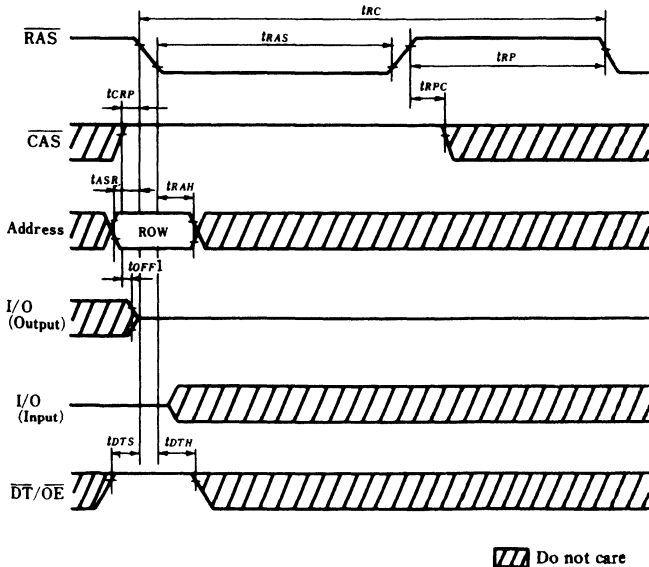 tRC
RAS
tRAS
tRP
tCRP
tRPC
CAS
tASR
tRAH
Address
ROW
tOFF1
I/O
(Output)
I/O
(Input)
tDTS
tDTH
DT/OE
Do not care